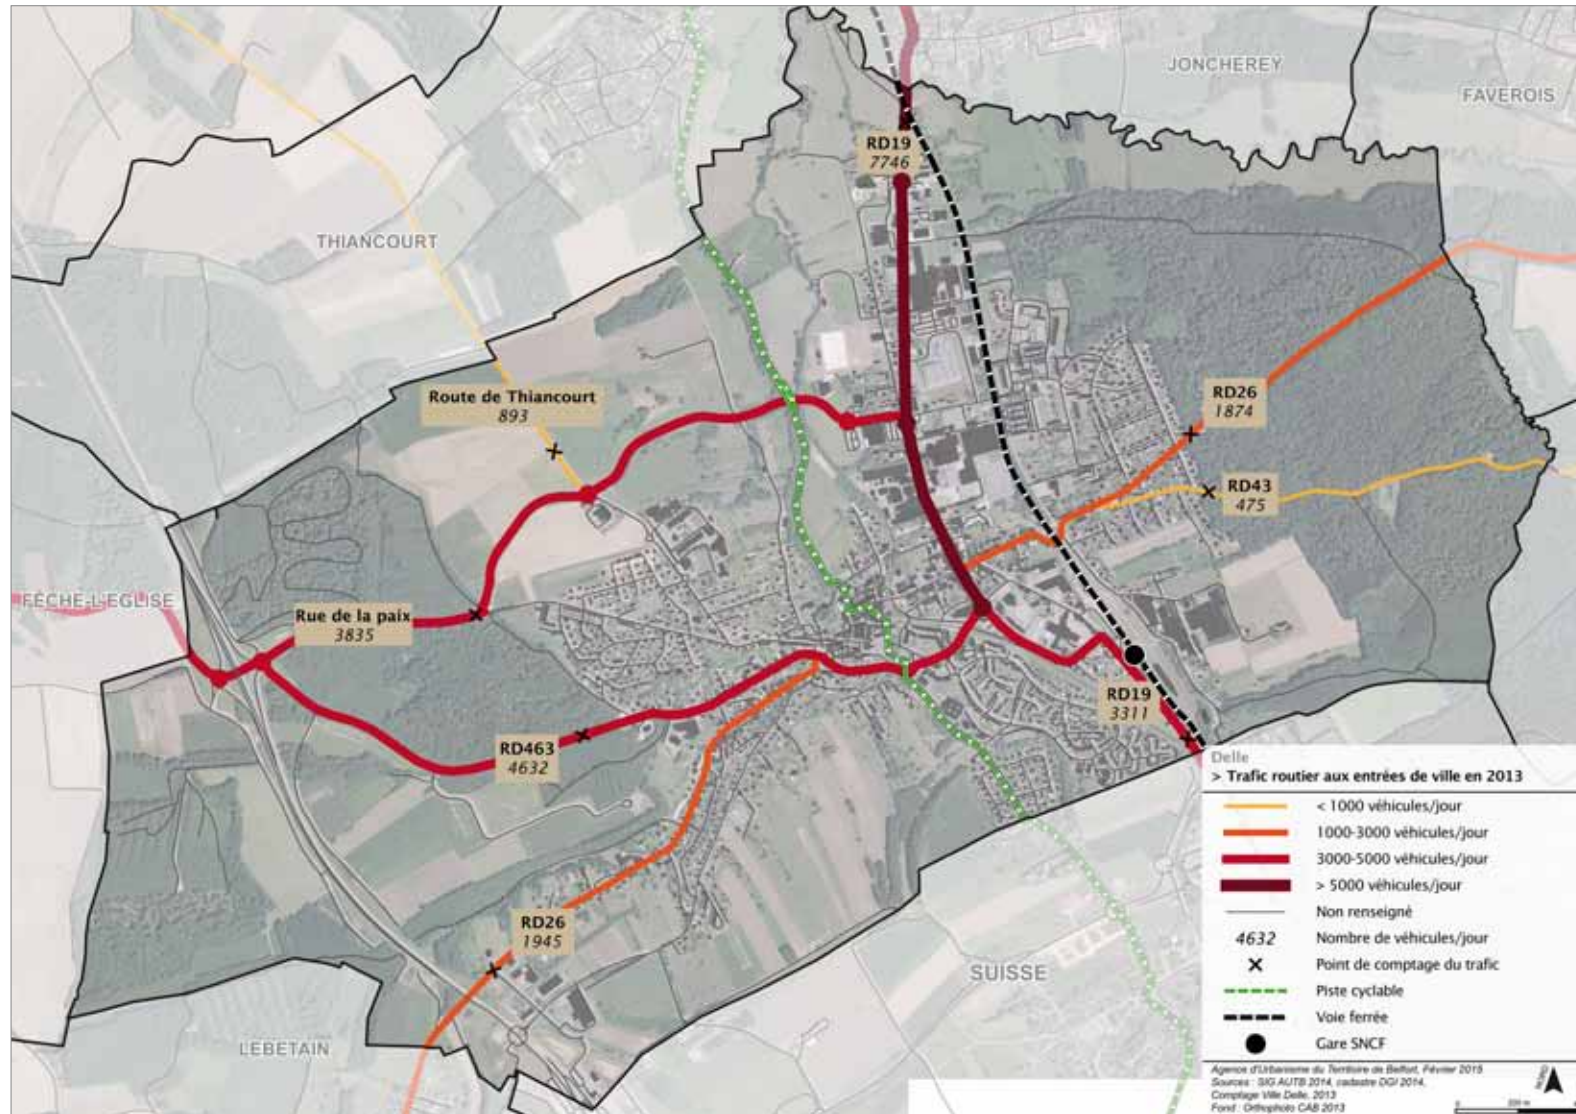 JONCHEREY
FAVEROIS
RD19
7746
THIANCOURT
Route de Thiancourt
893
RD26
1874
RD43
475
FÊCHE-L'ÉGLISE
Rue de la paix
3835
RD463
4632
RD19
3311
RD26
1945
SUISSE
LEBETAIN
Delle
> Trafic routier aux entrées de ville en 2013
< 1000 véhicules/jour
1000-3000 véhicules/jour
3000-5000 véhicules/jour
> 5000 véhicules/jour
Non renseigné
4632 Nombre de véhicules/jour
Point de comptage du trafic
Piste cyclable
Voie ferrée
Gare SNCF
Agence d'Urbanisme du Territoire de Belfort, Février 2015
Sources : SIG AUTB 2014, cadastre DGI 2014,
Comptage Ville Delle, 2013
Fond : Orthophoto CAB 2013
NORD
0